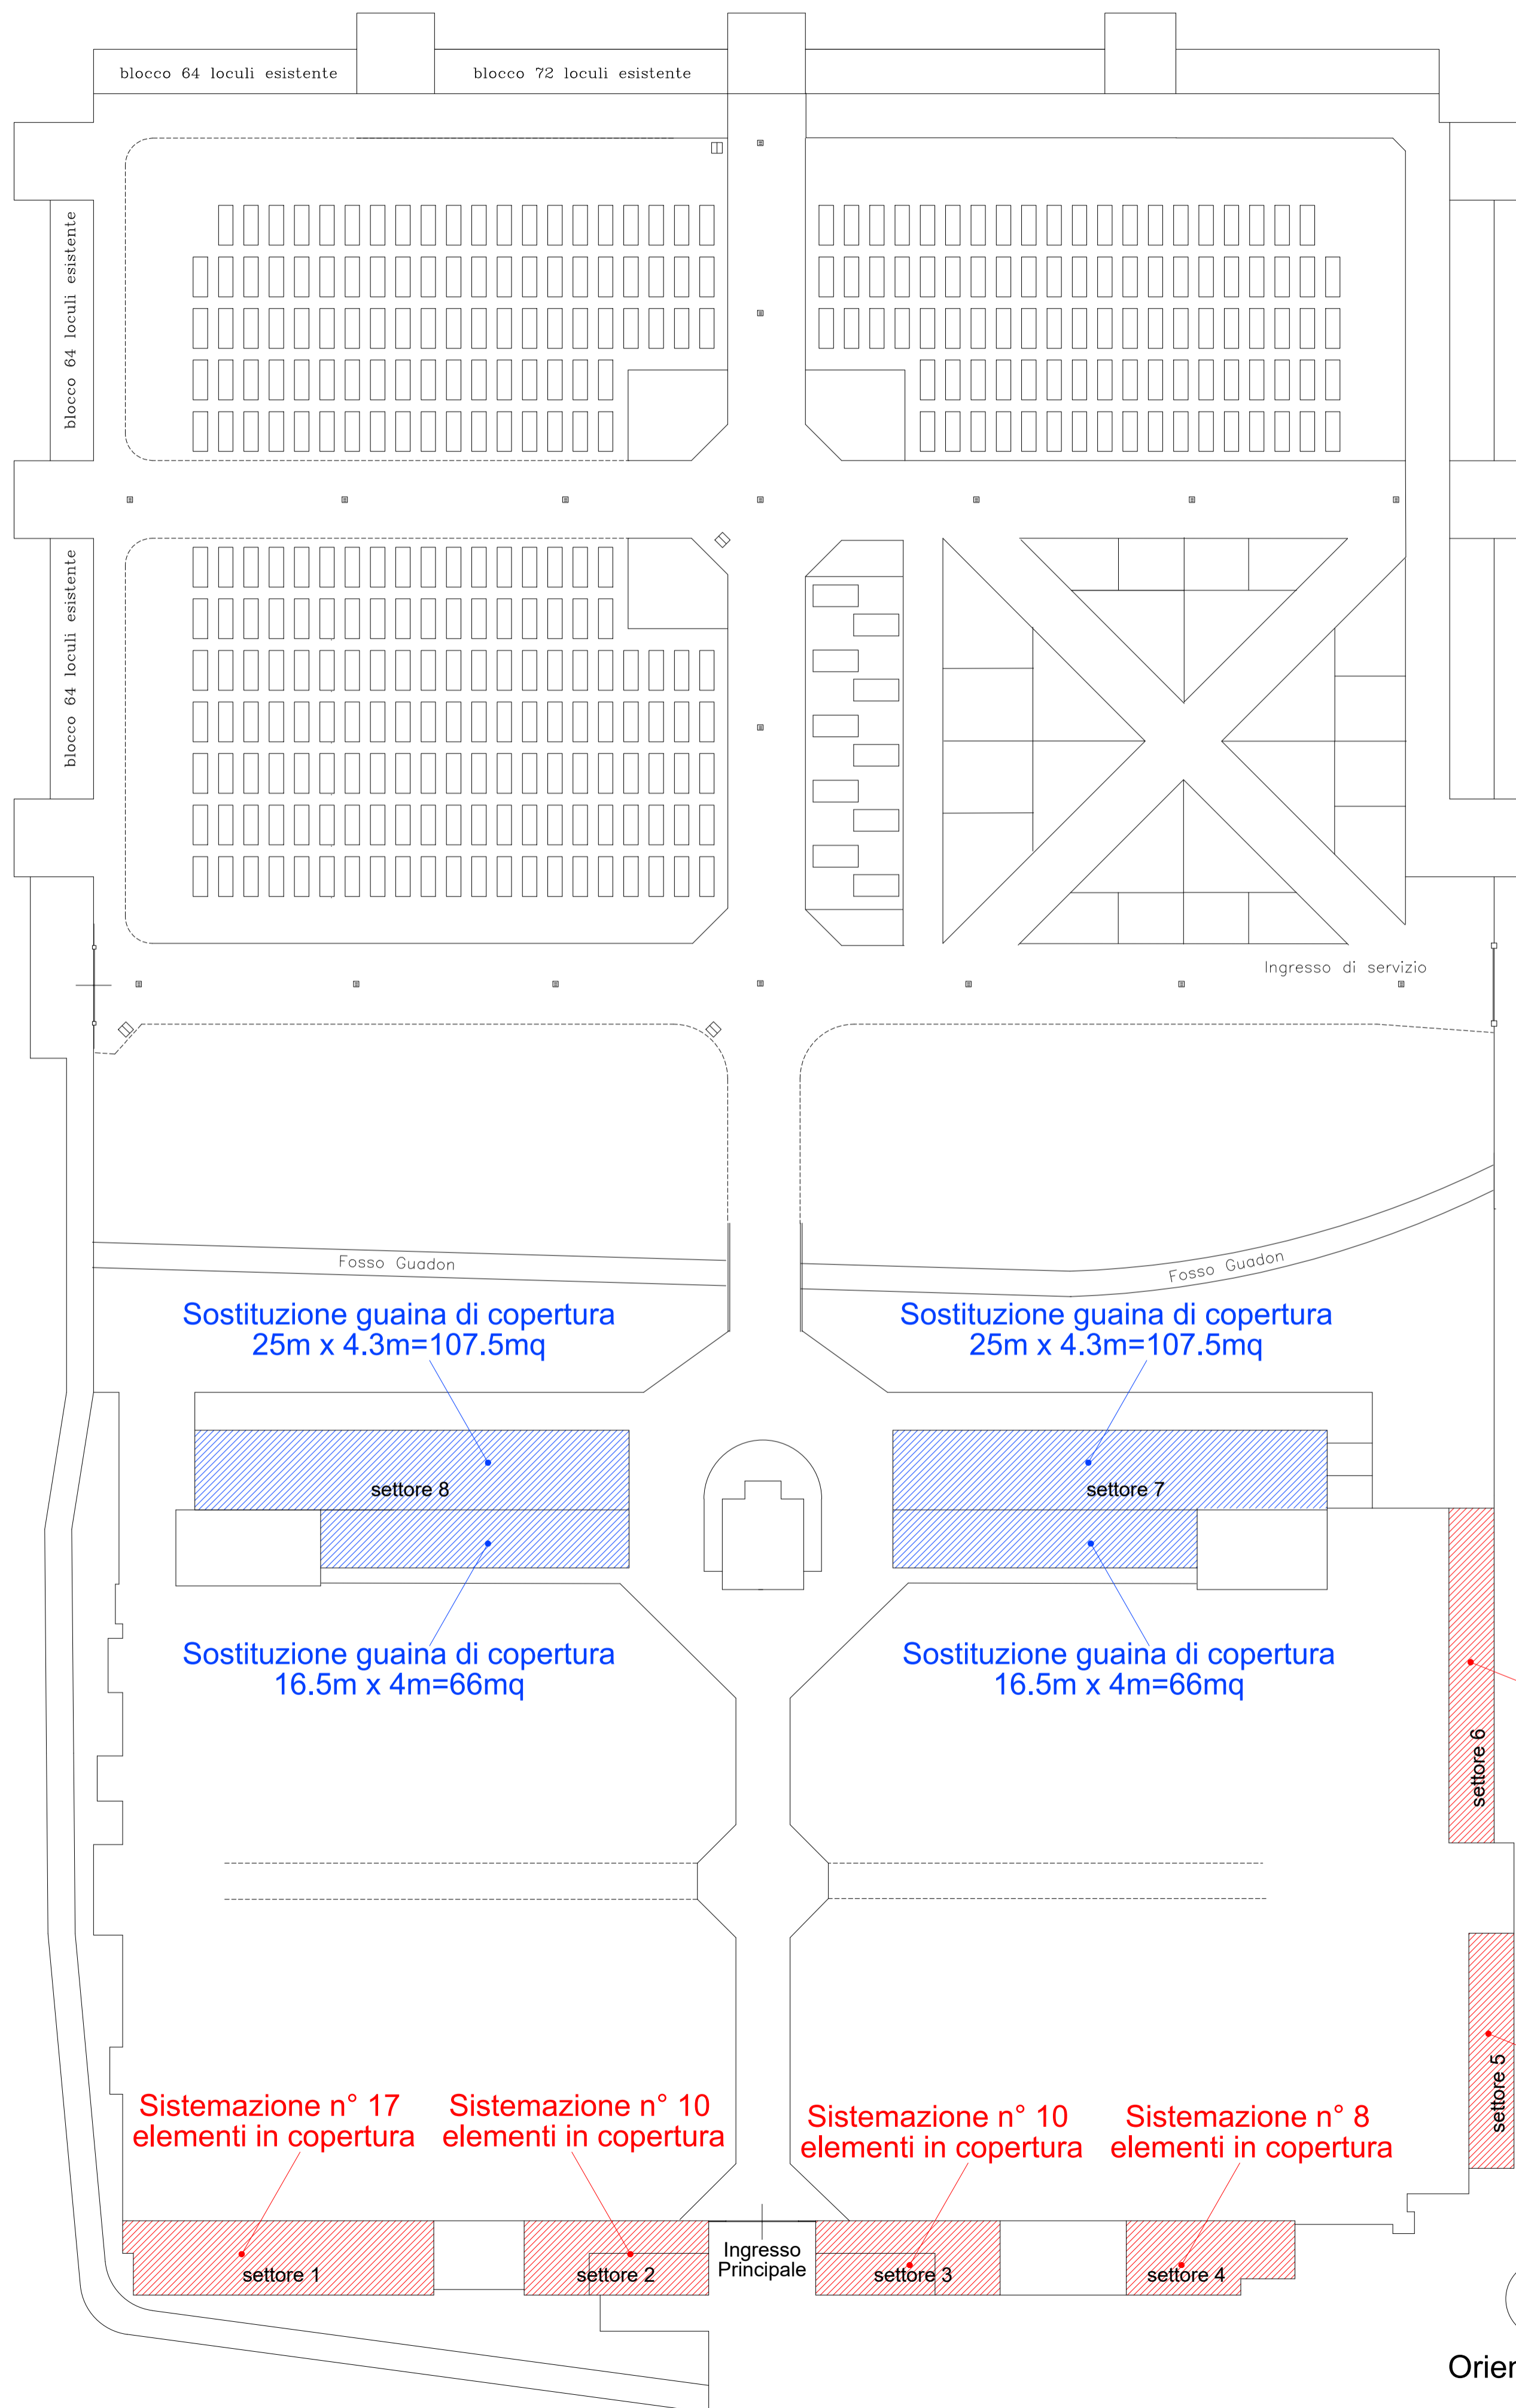 blocco 64 loculi esistente
blocco 72 loculi esistente
blocco 64 loculi esistente
blocco 64 loculi esistente
Ingresso di servizio
Fosso Guadon
Fosso Guadon
Sostituzione guaina di copertura
25m x 4.3m=107.5mq
Sostituzione guaina di copertura
25m x 4.3m=107.5mq
settore 8
settore 7
Sostituzione guaina di copertura
16.5m x 4m=66mq
Sostituzione guaina di copertura
16.5m x 4m=66mq
settore 6
settore 5
Sistemazione n° 17
elementi in copertura
Sistemazione n° 10
elementi in copertura
Sistemazione n° 10
elementi in copertura
Sistemazione n° 8
elementi in copertura
Ingresso
Principale
settore 1
settore 2
settore 3
settore 4
Orien